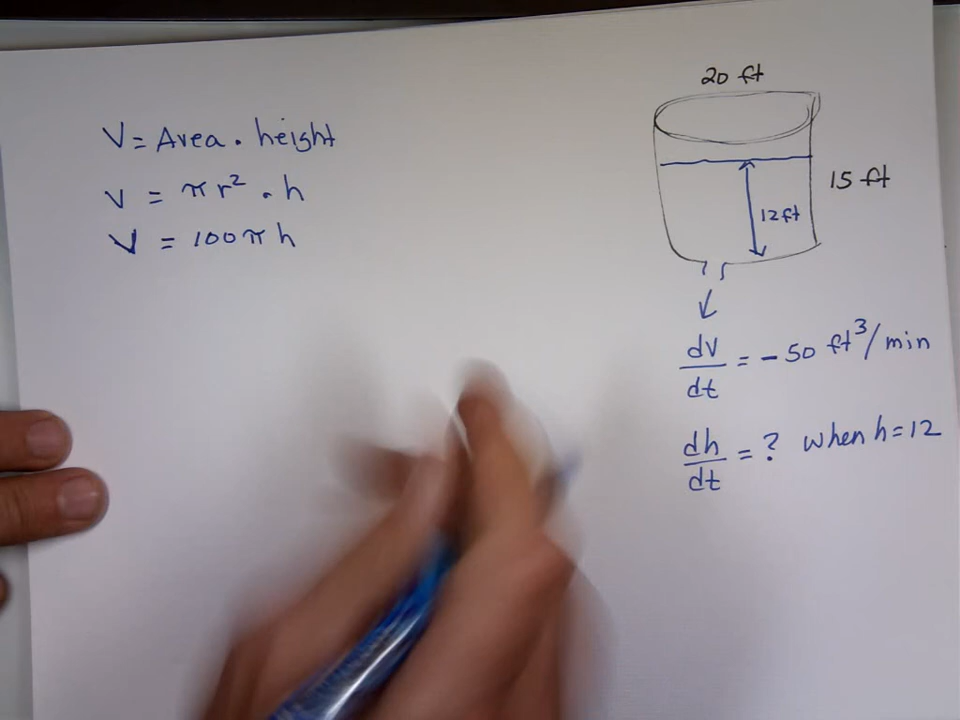 V = Area . height
V = πr² . h
V = 100πh
20 ft
15 ft
12 ft
dV/dt = -50 ft³/min
dh/dt = ? when h=12